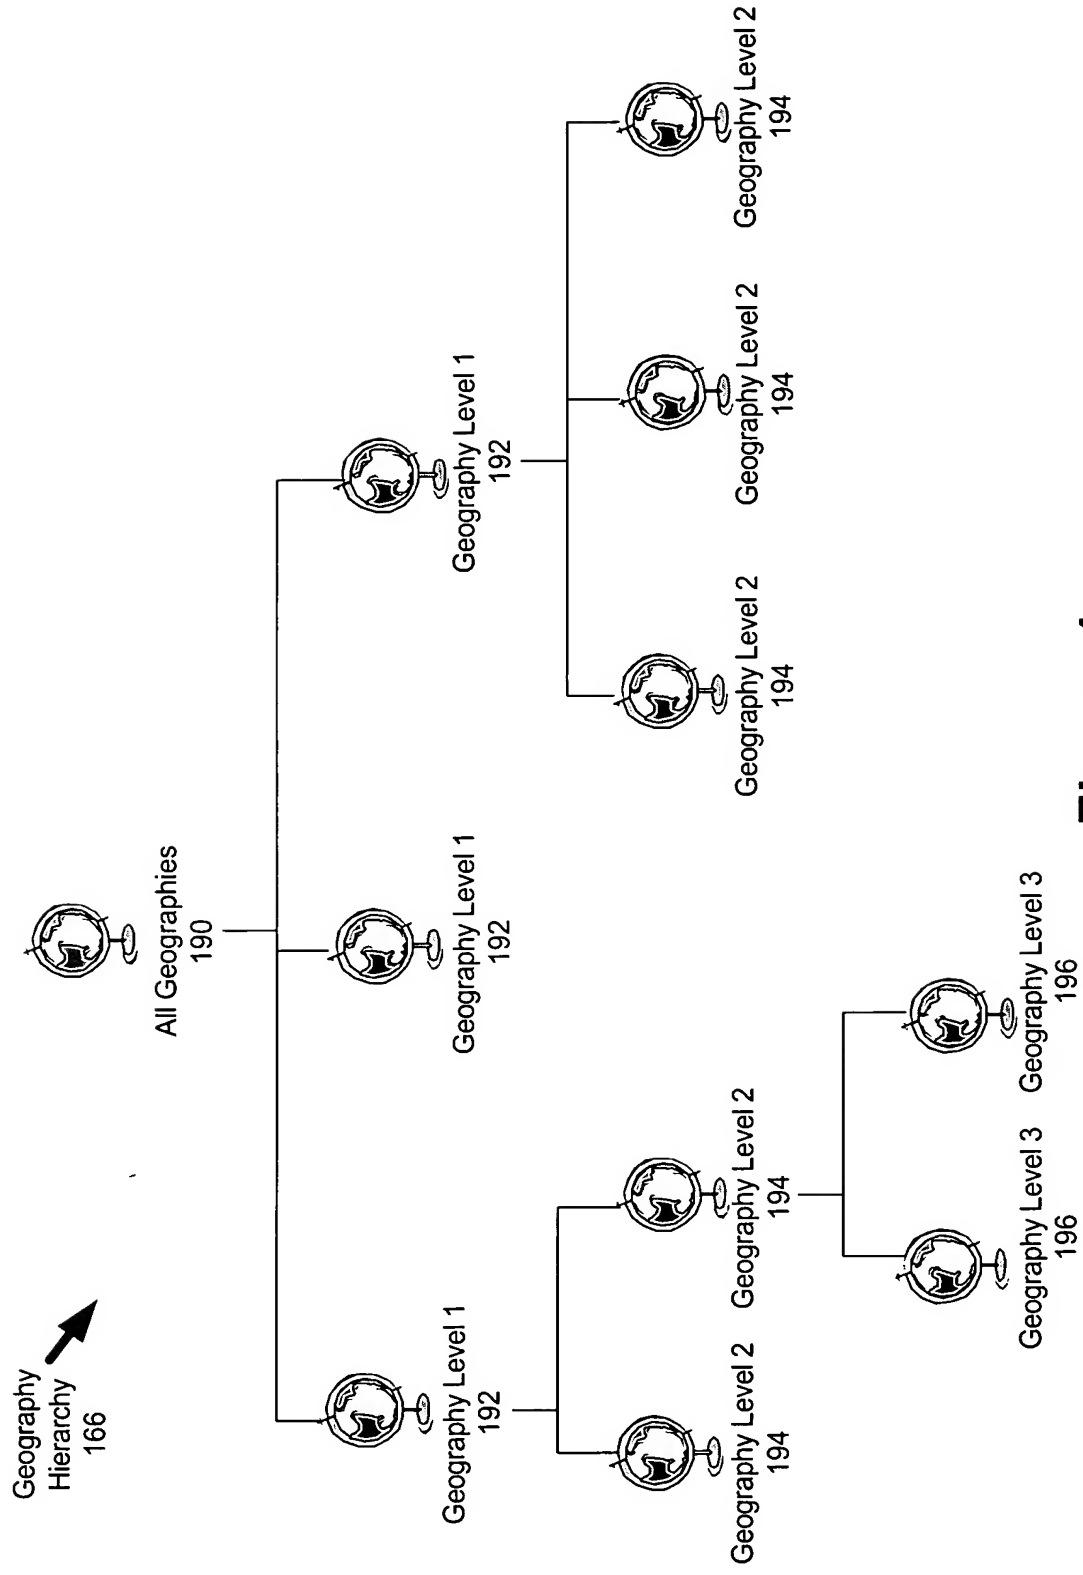 Geography
Hierarchy
166
All Geographies
190
Geography Level 1
192
Geography Level 1
192
Geography Level 1
192
Geography Level 2
194
Geography Level 2
194
Geography Level 2
194
Geography Level 2
194
Geography Level 2
194
Geography Level 3
196
Geography Level 3
196